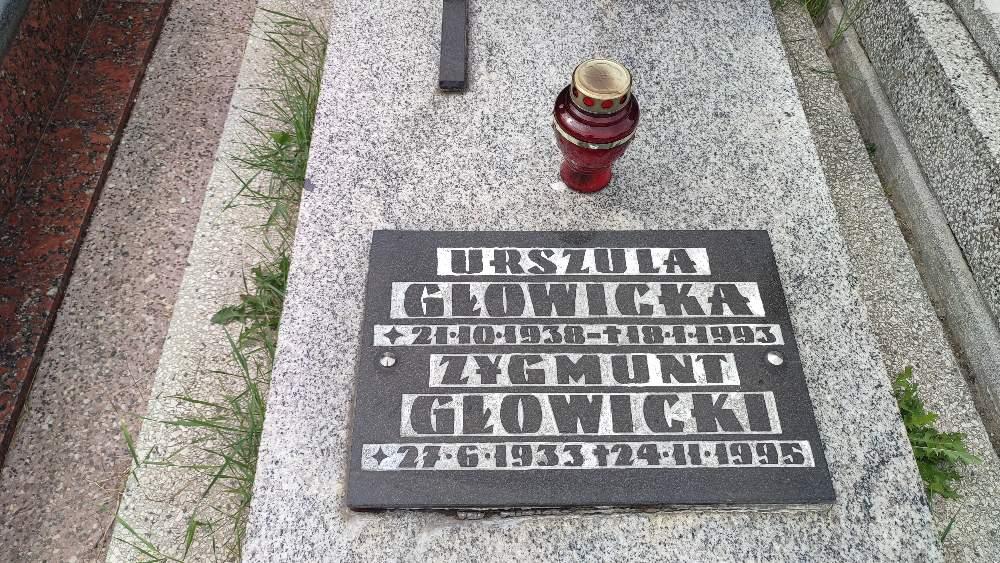 URSZULA
GŁOWICKA
✦21·10·1938-†18·1·1993
ZYGMUNT
GŁOWICKI
✦27·6·1933 †24·11·1995